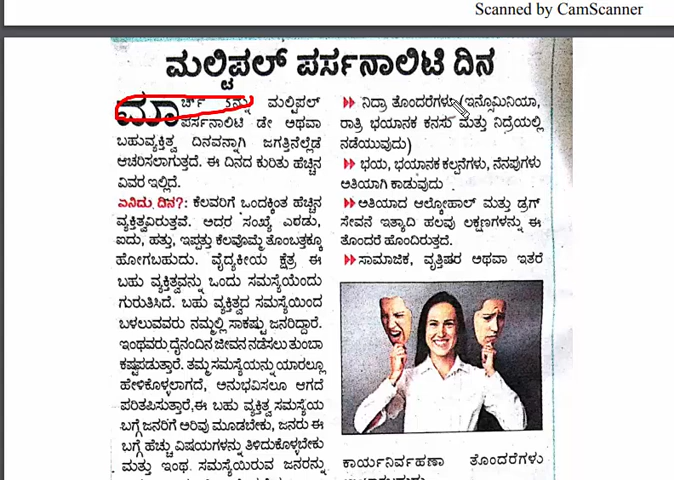 Scanned by CamScanner
ಮಲ್ಟಿಪಲ್ ಪರ್ಸನಾಲಿಟಿ ದಿನ
ಮಾರ್ಚ್ 5ನ್ನು ಮಲ್ಟಿಪಲ್
ಪರ್ಸನಾಲಿಟಿ ಡೇ ಅಥವಾ
ಬಹುವ್ಯಕ್ತಿತ್ವ ದಿನವನ್ನಾಗಿ ಜಗತ್ತಿನೆಲ್ಲೆಡೆ
ಆಚರಿಸಲಾಗುತ್ತದೆ. ಈ ದಿನದ ಕುರಿತು ಹೆಚ್ಚಿನ
ವಿವರ ಇಲ್ಲಿದೆ.
ಏನಿದು ದಿನ?: ಕೆಲವರಿಗೆ ಒಂದಕ್ಕಿಂತ ಹೆಚ್ಚಿನ
ವ್ಯಕ್ತಿತ್ವವಿರುತ್ತವೆ. ಅದರ ಸಂಖ್ಯೆ ಎರಡು,
ಐದು, ಹತ್ತು, ಇಪ್ಪತ್ತು ಕೆಲವೊಮ್ಮೆ ತೊಂಬತ್ತಕ್ಕೂ
ಹೋಗಬಹುದು. ವೈದ್ಯಕೀಯ ಕ್ಷೇತ್ರ ಈ
ಬಹು ವ್ಯಕ್ತಿತ್ವವನ್ನು ಒಂದು ಸಮಸ್ಯೆಯೆಂದು
ಗುರುತಿಸಿದೆ. ಬಹು ವ್ಯಕ್ತಿತ್ವದ ಸಮಸ್ಯೆಯಿಂದ
ಬಳಲುವವರು ನಮ್ಮಲ್ಲಿ ಸಾಕಷ್ಟು ಜನರಿದ್ದಾರೆ.
ಇಂಥವರು ದೈನಂದಿನ ಜೀವನ ನಡೆಸಲು ತುಂಬಾ
ಕಷ್ಟಪಡುತ್ತಾರೆ. ತಮ್ಮ ಸಮಸ್ಯೆಯನ್ನು ಯಾರಲ್ಲೂ
ಹೇಳಿಕೊಳ್ಳಲಾಗದೆ, ಅನುಭವಿಸಲೂ ಆಗದೆ
ಪರಿತಪಿಸುತ್ತಾರೆ,ಈ ಬಹು ವ್ಯಕ್ತಿತ್ವ ಸಮಸ್ಯೆಯ
ಬಗ್ಗೆ ಜನರಿಗೆ ಅರಿವು ಮೂಡಬೇಕು, ಜನರು ಈ
ಬಗ್ಗೆ ಹೆಚ್ಚು ವಿಷಯಗಳನ್ನು ತಿಳಿದುಕೊಳ್ಳಬೇಕು
ಮತ್ತು ಇಂಥ ಸಮಸ್ಯೆಯಿರುವ ಜನರನ್ನು
ನಿದ್ರಾ ತೊಂದರೆಗಳು (ಇನ್ಸೊಮಿನಿಯಾ,
ರಾತ್ರಿ ಭಯಾನಕ ಕನಸು ಮತ್ತು ನಿದ್ರೆಯಲ್ಲಿ
ನಡೆಯುವುದು)
ಭಯ, ಭಯಾನಕ ಕಲ್ಪನೆಗಳು, ನೆನಪುಗಳು
ಅತಿಯಾಗಿ ಕಾಡುವುದು
ಅತಿಯಾದ ಆಲ್ಕೋಹಾಲ್ ಮತ್ತು ಡ್ರಗ್
ಸೇವನೆ ಇತ್ಯಾದಿ ಹಲವು ಲಕ್ಷಣಗಳನ್ನು ಈ
ತೊಂದರೆ ಹೊಂದಿರುತ್ತದೆ.
ಸಾಮಾಜಿಕ, ವೃತ್ತಿಪರ ಅಥವಾ ಇತರೆ
ಕಾರ್ಯನಿರ್ವಹಣಾ ತೊಂದರೆಗಳು